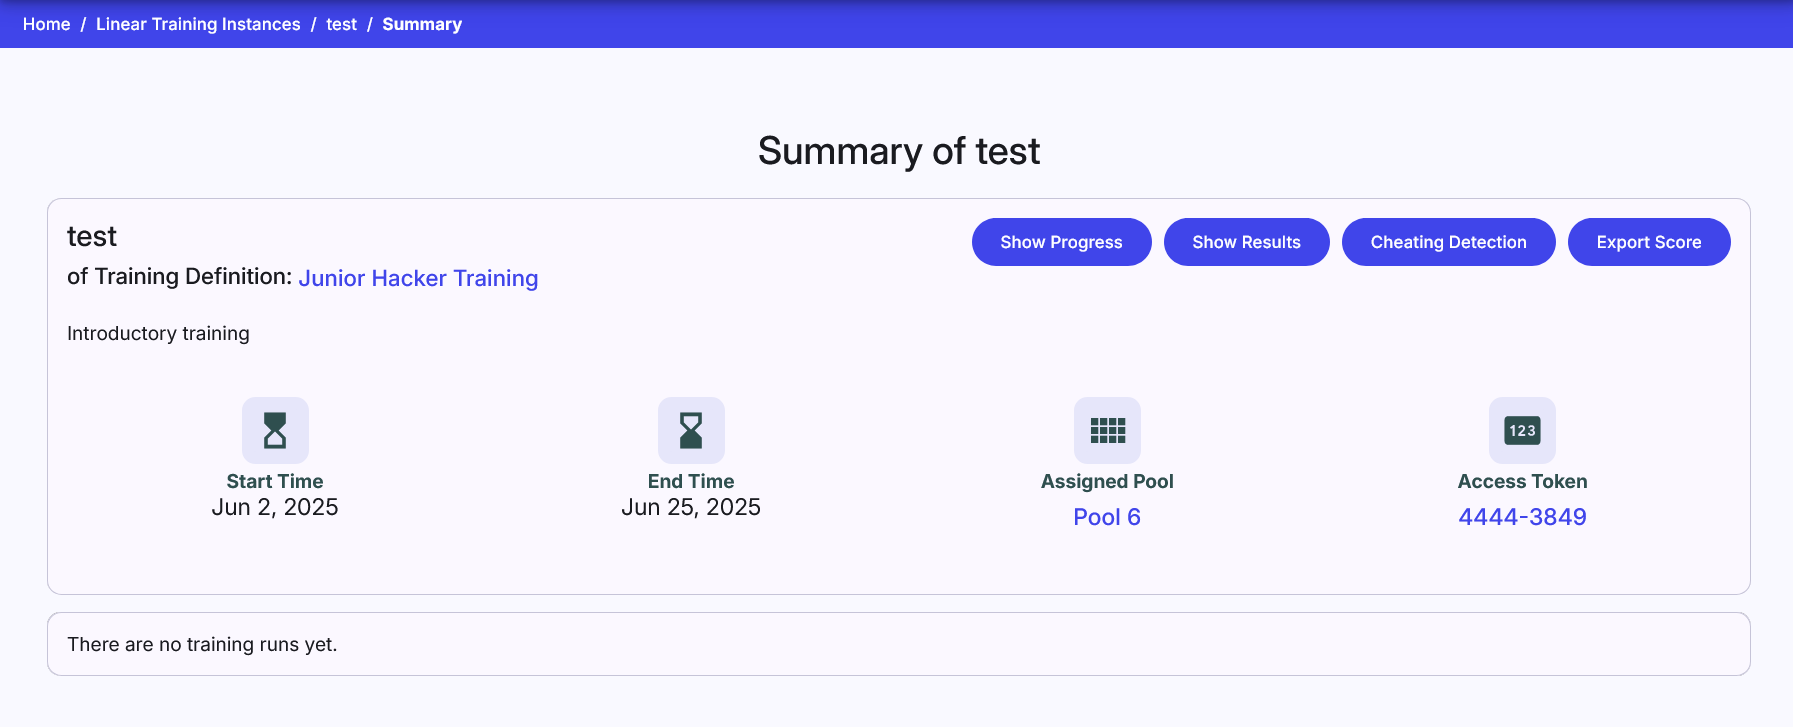 Home / Linear Training Instances / test / Summary
Summary of test
test
Show Progress Show Results Cheating Detection Export Score
of Training Definition: Junior Hacker Training
Introductory training
123
Start Time End Time Assigned Pool Access Token
Jun 2, 2025 Jun 25, 2025 Pool 6 4444-3849
There are no training runs yet.